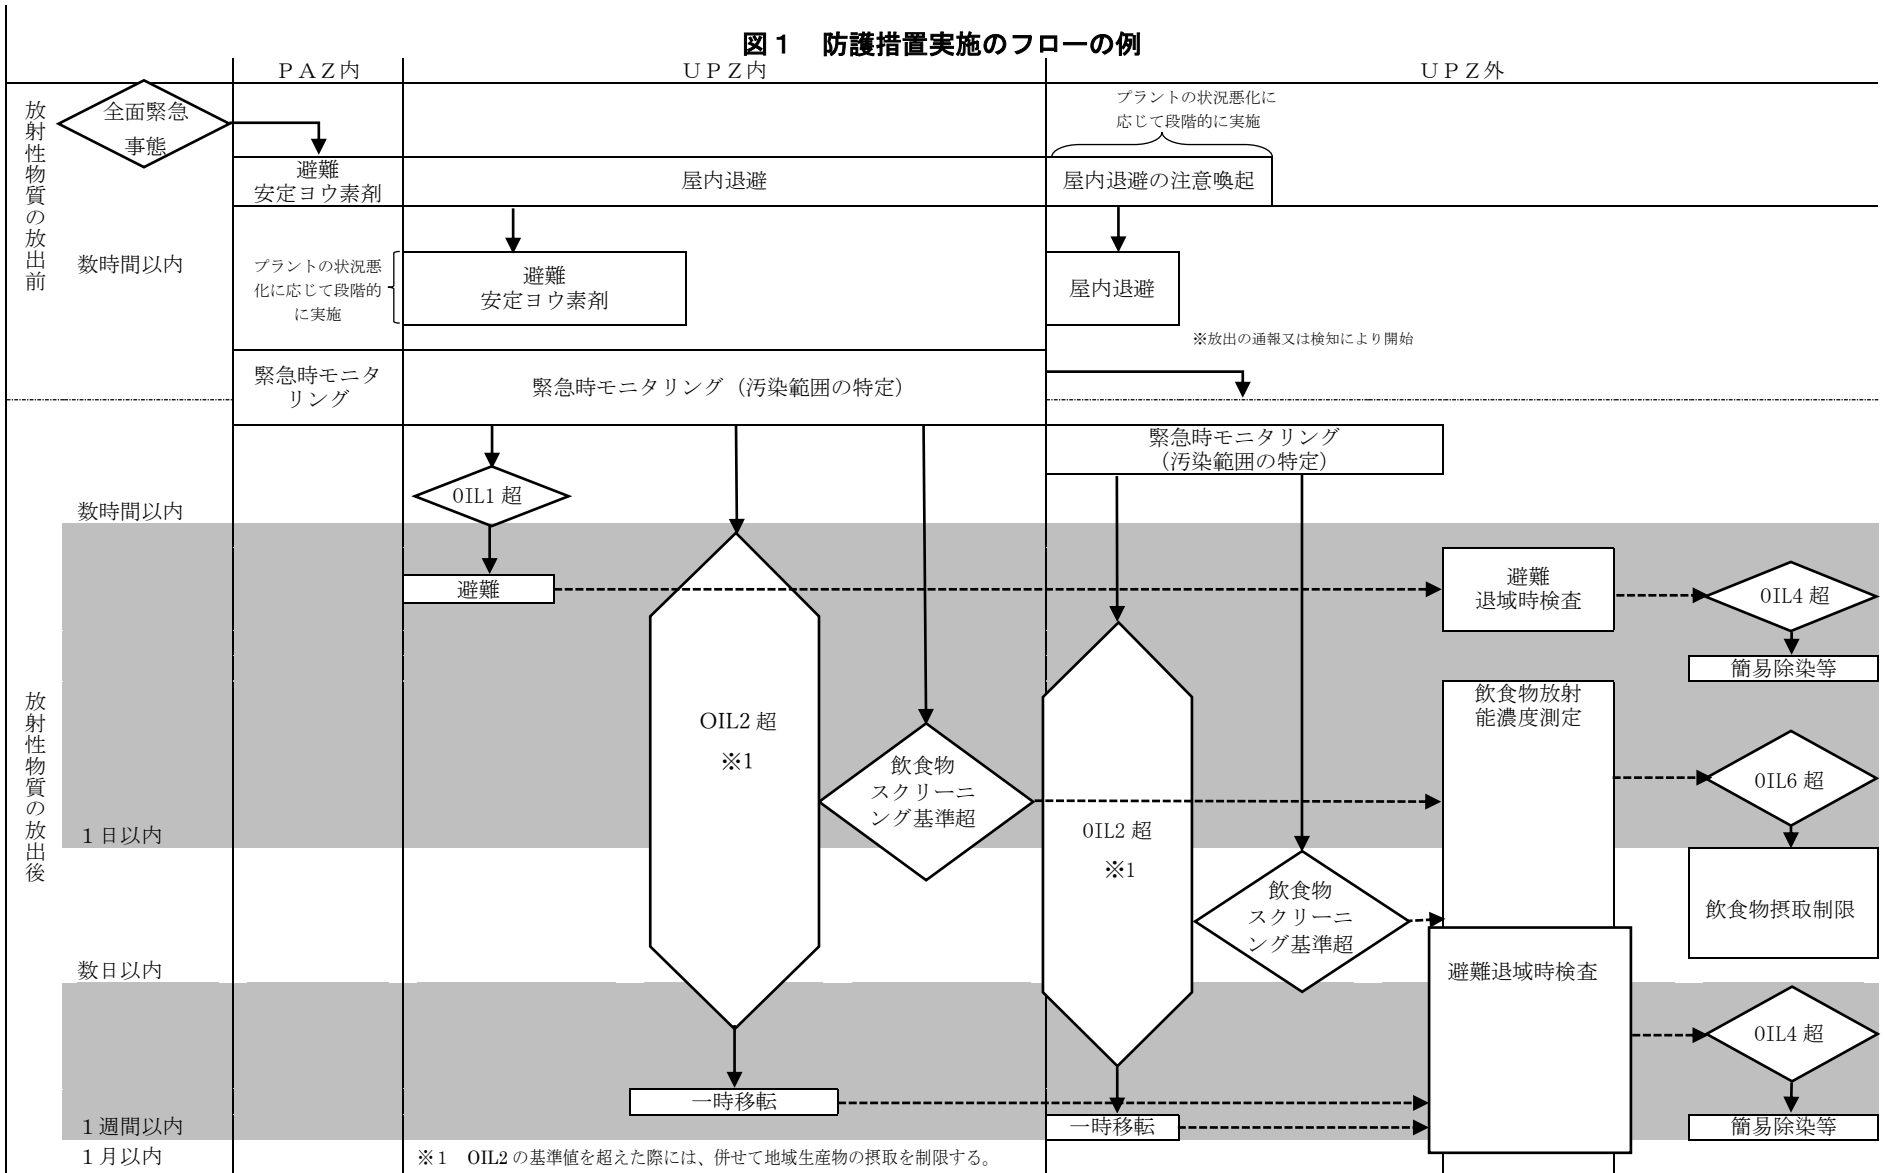 図１　防護措置実施のフローの例
ＰＡＺ内
ＵＰＺ内
ＵＰＺ外
放射性物質の放出前
全面緊急
事態
プラントの状況悪化に
応じて段階的に実施
避難
安定ヨウ素剤
屋内退避
屋内退避の注意喚起
数時間以内
プラントの状況悪
化に応じて段階的
に実施
避難
安定ヨウ素剤
屋内退避
※放出の通報又は検知により開始
緊急時モニタ
リング
緊急時モニタリング（汚染範囲の特定）
緊急時モニタリング
（汚染範囲の特定）
放射性物質の放出後
OIL1 超
数時間以内
避難
避難
退域時検査
OIL4 超
簡易除染等
OIL2 超
※1
飲食物
スクリーニ
ング基準超
OIL2 超
※1
飲食物放射
能濃度測定
OIL6 超
１日以内
飲食物
スクリーニ
ング基準超
飲食物摂取制限
数日以内
避難退域時検査
OIL4 超
一時移転
一時移転
簡易除染等
１週間以内
１月以内
※１　OIL2 の基準値を超えた際には、併せて地域生産物の摂取を制限する。